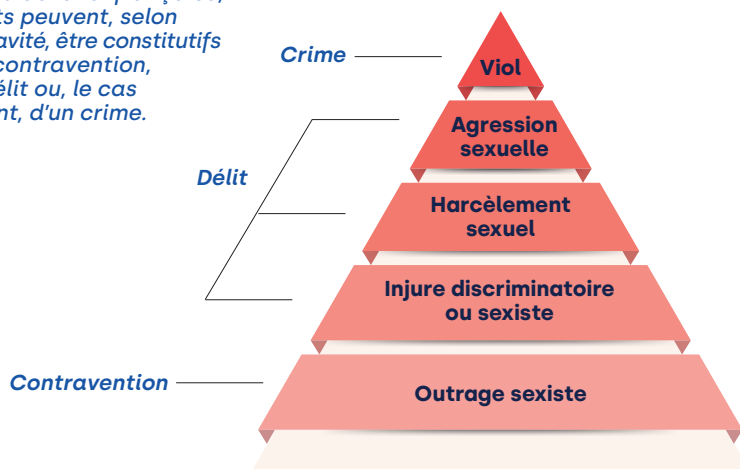 ts peuvent, selon
avité, être constitutifs
contravention,
élit ou, le cas
nt, d'un crime.
Crime
Viol
Agression
sexuelle
Délit
Harcèlement
sexuel
Injure discriminatoire
ou sexiste
Contravention
Outrage sexiste